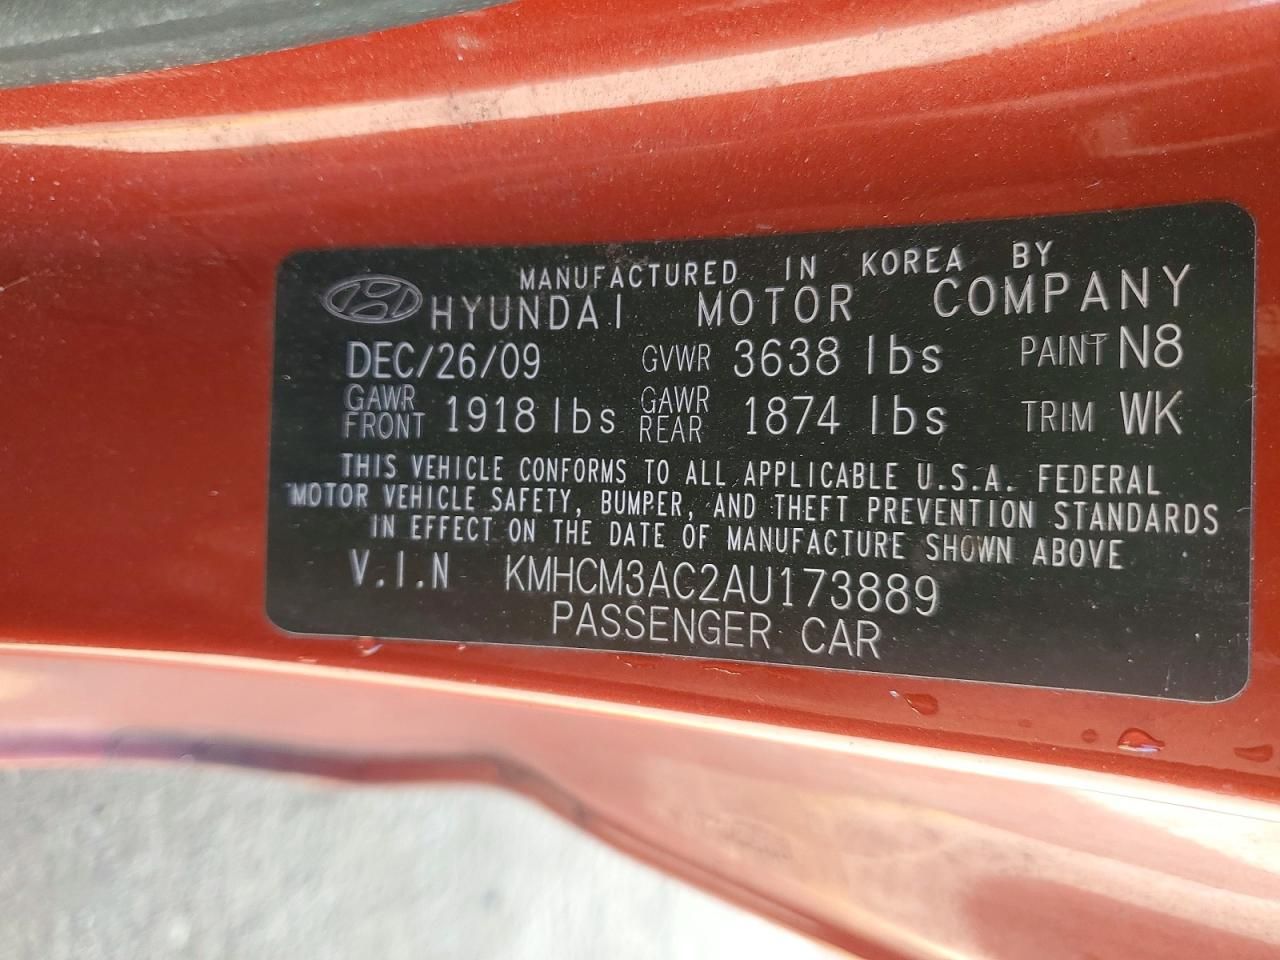 MANUFACTURED IN KOREA BY
HYUNDAI MOTOR COMPANY
DEC/26/09 GVWR 3638 lbs PAINT N8
GAWR FRONT 1918 lbs GAWR REAR 1874 lbs TRIM WK
THIS VEHICLE CONFORMS TO ALL APPLICABLE U.S.A. FEDERAL
MOTOR VEHICLE SAFETY, BUMPER, AND THEFT PREVENTION STANDARDS
IN EFFECT ON THE DATE OF MANUFACTURE SHOWN ABOVE
V.I.N KMHCM3AC2AU173889
PASSENGER CAR